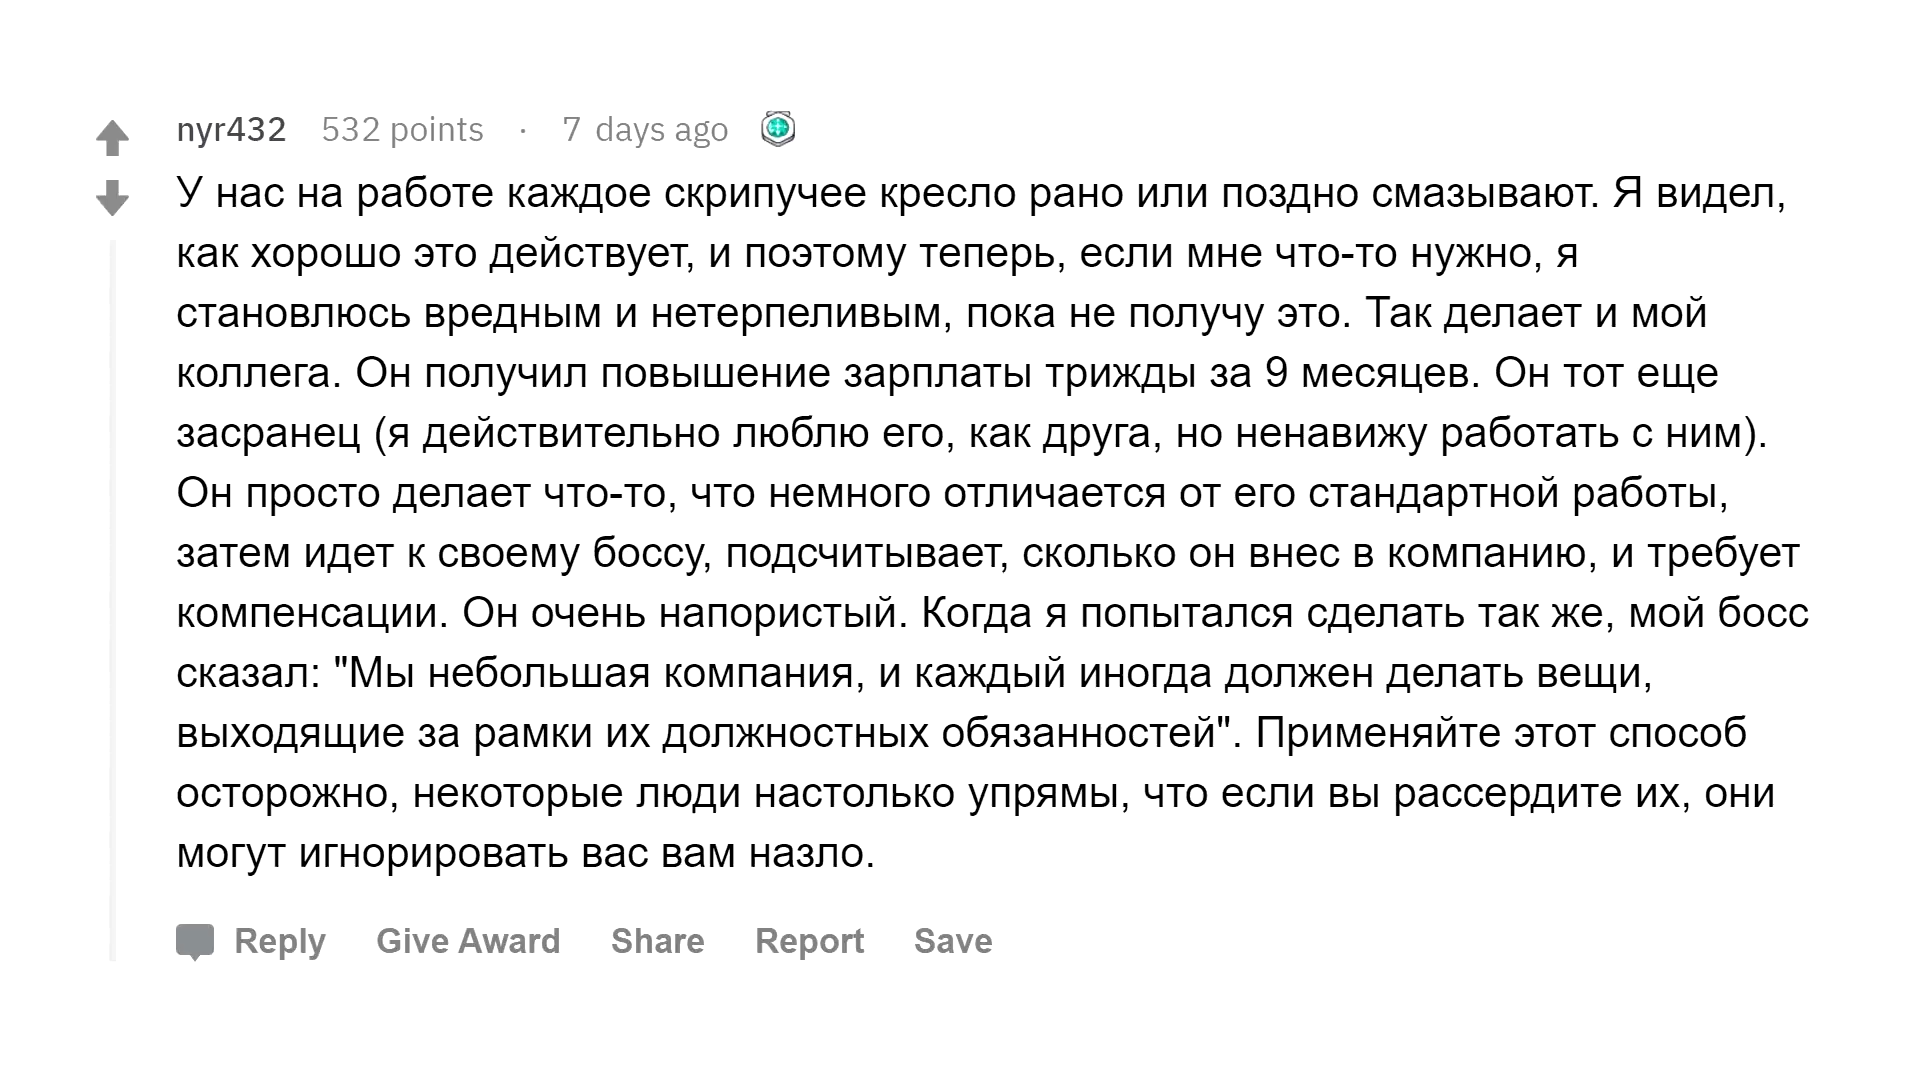 nyr432 532 points · 7 days ago
У нас на работе каждое скрипучее кресло рано или поздно смазывают. Я видел,
как хорошо это действует, и поэтому теперь, если мне что-то нужно, я
становлюсь вредным и нетерпеливым, пока не получу это. Так делает и мой
коллега. Он получил повышение зарплаты трижды за 9 месяцев. Он тот еще
засранец (я действительно люблю его, как друга, но ненавижу работать с ним).
Он просто делает что-то, что немного отличается от его стандартной работы,
затем идет к своему боссу, подсчитывает, сколько он внес в компанию, и требует
компенсации. Он очень напористый. Когда я попытался сделать так же, мой босс
сказал: "Мы небольшая компания, и каждый иногда должен делать вещи,
выходящие за рамки их должностных обязанностей". Применяйте этот способ
осторожно, некоторые люди настолько упрямы, что если вы рассердите их, они
могут игнорировать вас вам назло.
Reply Give Award Share Report Save